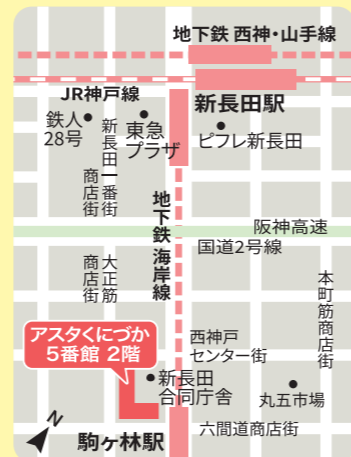 地下鉄 西神・山手線
JR神戸線
新長田駅
鉄人
28号
新長田一番街
商店街
東急
プラザ
ピフレ新長田
地下鉄 海岸線
阪神高速
国道2号線
大正筋
商店街
本町筋商店街
アスタくにづか
5番館 2階
西神戸
センター街
新長田
合同庁舎
丸五市場
六間道商店街
駒ヶ林駅
N